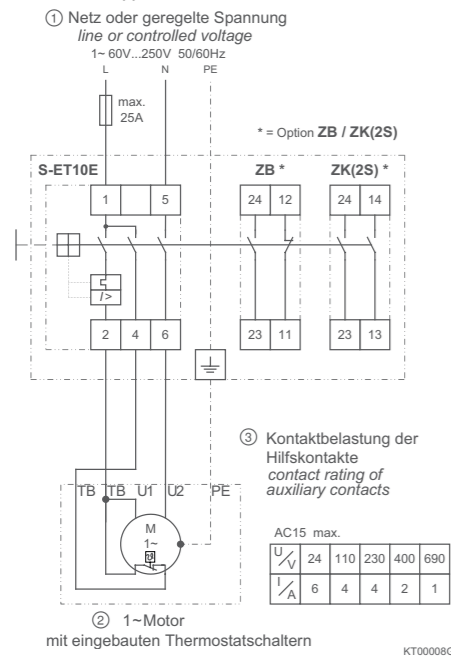 ① Netz oder geregelte Spannung
line or controlled voltage
1~ 60V...250V 50/60Hz
L N PE
max.
25A
* = Option ZB / ZK(2S)
S-ET10E ZB * ZK(2S) *
1 5 24 12 24 14
I>
2 4 6 23 11 23 13
③ Kontaktbelastung der
Hilfskontakte
contact rating of
auxiliary contacts
TB TB U1 U2 PE
M
1~
AC15 max.
U/V 24 110 230 400 690
I/A 6 4 4 2 1
② 1~Motor
mit eingebauten Thermostatschaltern
KT00008G